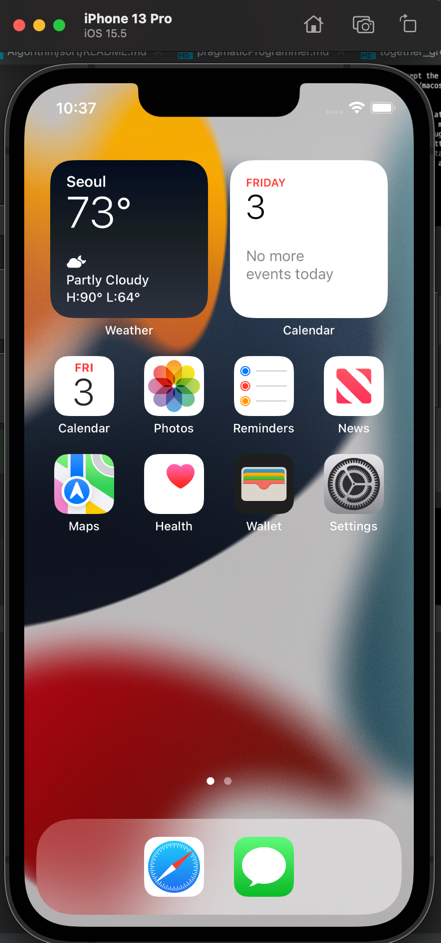 iPhone 13 Pro
iOS 15.5
Algorithm/sort/README.md
pragmaticProgrammer.md
together_gr
10:37
Seoul
73°
Partly Cloudy
H:90° L:64°
Weather
FRIDAY
3
No more
events today
Calendar
FRI
3
Calendar
Photos
Reminders
News
Maps
Health
Wallet
Settings